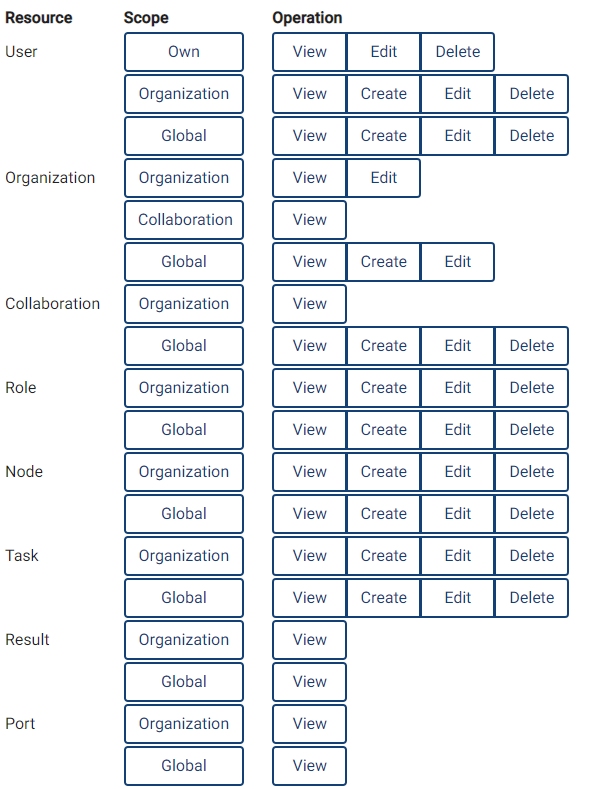 Resource Scope Operation
User Own View Edit Delete
Organization View Create Edit Delete
Global View Create Edit Delete
Organization Organization View Edit
Collaboration View
Global View Create Edit
Collaboration Organization View
Global View Create Edit Delete
Role Organization View Create Edit Delete
Global View Create Edit Delete
Node Organization View Create Edit Delete
Global View Create Edit Delete
Task Organization View Create Edit Delete
Global View Create Edit Delete
Result Organization View
Global View
Port Organization View
Global View